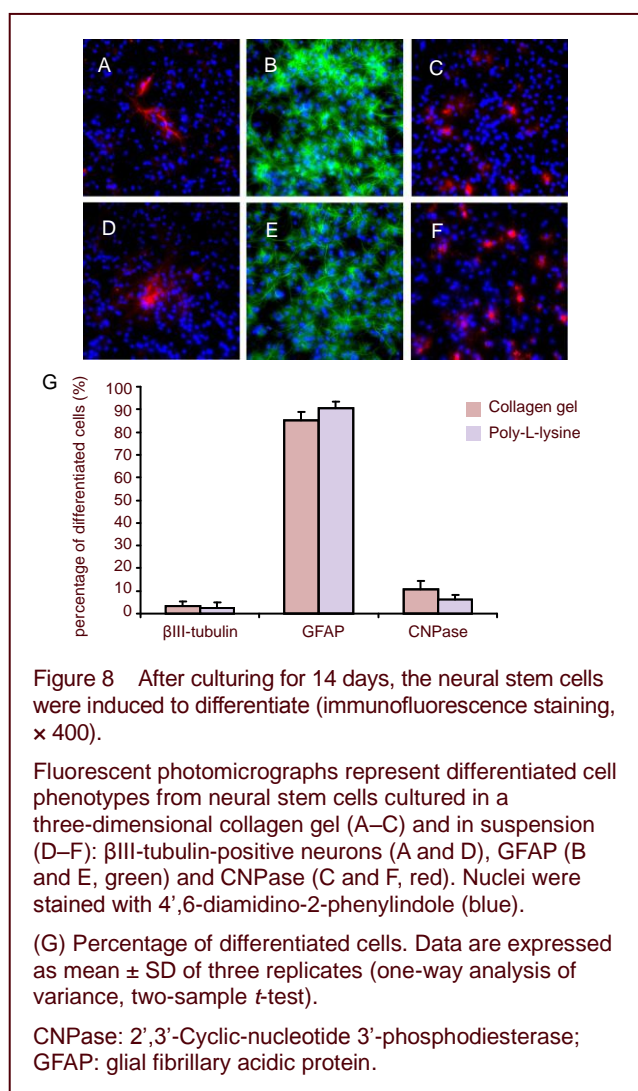 A B C
D E F
G
percentage of differentiated cells (%)
100
90
80
70
60
50
40
30
20
10
0
Collagen gel
Poly-L-lysine
βIII-tubulin GFAP CNPase
Figure 8 After culturing for 14 days, the neural stem cells
were induced to differentiate (immunofluorescence staining,
× 400).
Fluorescent photomicrographs represent differentiated cell
phenotypes from neural stem cells cultured in a
three-dimensional collagen gel (A–C) and in suspension
(D–F): βIII-tubulin-positive neurons (A and D), GFAP (B
and E, green) and CNPase (C and F, red). Nuclei were
stained with 4',6-diamidino-2-phenylindole (blue).
(G) Percentage of differentiated cells. Data are expressed
as mean ± SD of three replicates (one-way analysis of
variance, two-sample t-test).
CNPase: 2',3'-Cyclic-nucleotide 3'-phosphodiesterase;
GFAP: glial fibrillary acidic protein.